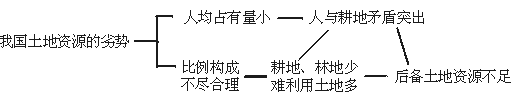 我国土地资源的劣势
人均占有量小
人与耕地矛盾突出
比例构成
不尽合理
耕地、林地少
难利用土地多
后备土地资源不足